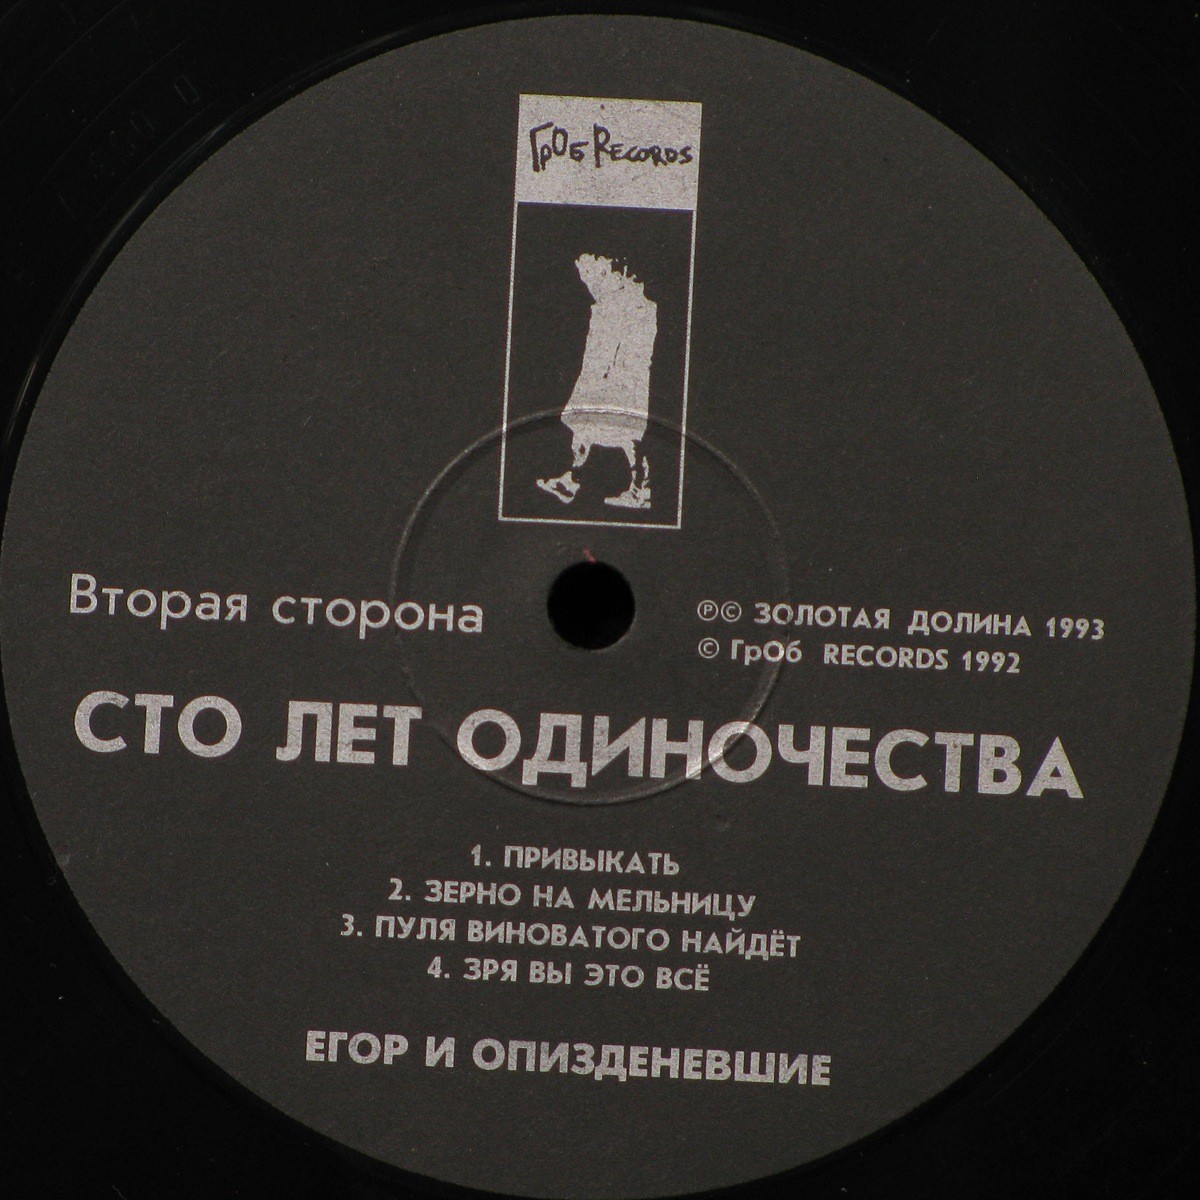 ГрОб Records
Вторая сторона
℗© ЗОЛОТАЯ ДОЛИНА 1993
© ГрОб RECORDS 1992
СТО ЛЕТ ОДИНОЧЕСТВА
1. ПРИВЫКАТЬ
2. ЗЕРНО НА МЕЛЬНИЦУ
3. ПУЛЯ ВИНОВАТОГО НАЙДЁТ
4. ЗРЯ ВЫ ЭТО ВСЁ
ЕГОР И ОПИЗДЕНЕВШИЕ